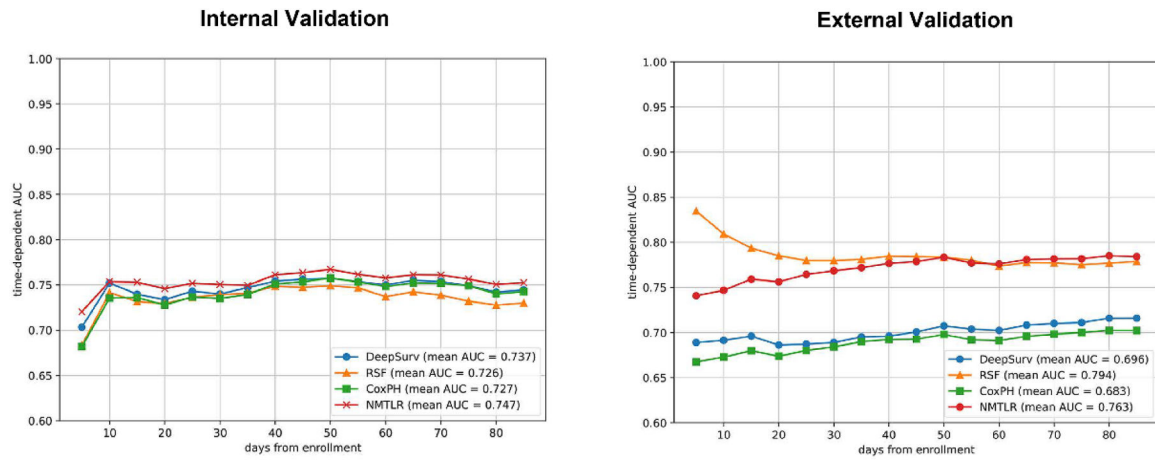 Internal Validation
1.00
0.95
0.90
0.85
0.80
0.75
0.70
0.65
0.60
time-dependent AUC
10 20 30 40 50 60 70 80
days from enrollment
DeepSurv (mean AUC = 0.737)
RSF (mean AUC = 0.726)
CoxPH (mean AUC = 0.727)
NMTLR (mean AUC = 0.747)
External Validation
1.00
0.95
0.90
0.85
0.80
0.75
0.70
0.65
0.60
time-dependent AUC
10 20 30 40 50 60 70 80
days from enrollment
DeepSurv (mean AUC = 0.696)
RSF (mean AUC = 0.794)
CoxPH (mean AUC = 0.683)
NMTLR (mean AUC = 0.763)